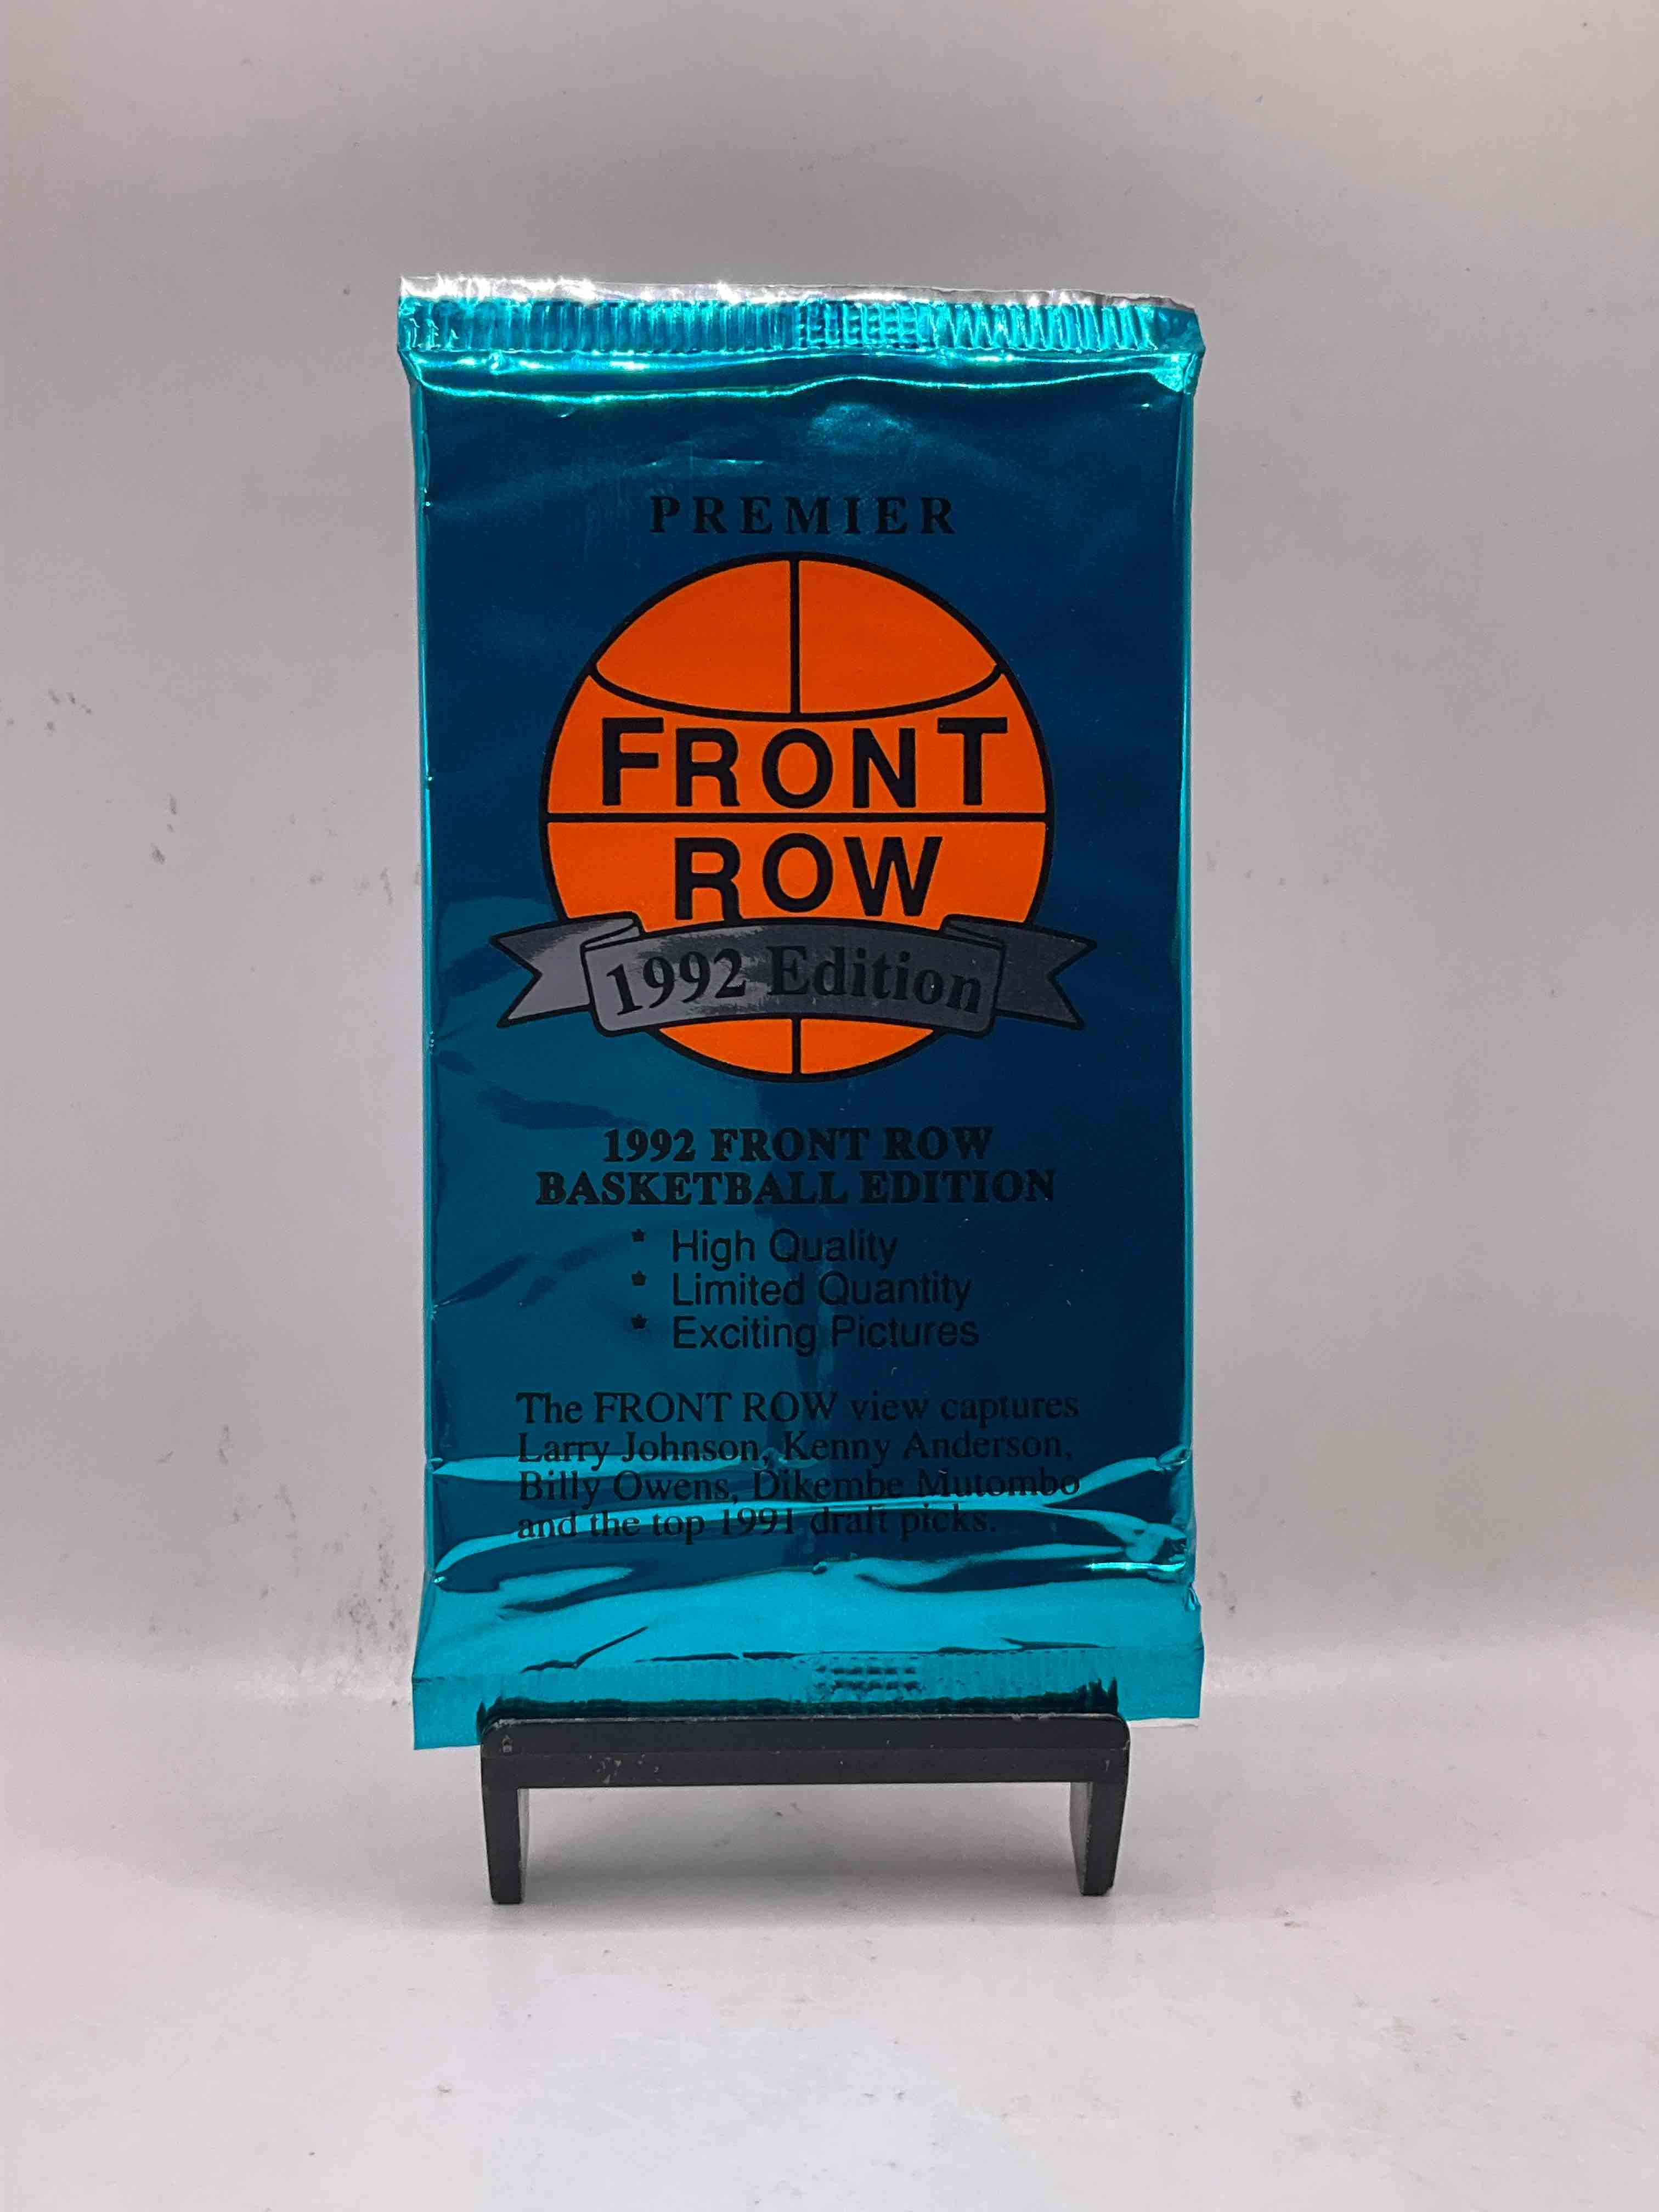 PREMIER
FRONT
ROW
1992 Edition
1992 FRONT ROW
BASKETBALL EDITION
* High Quality
* Limited Quantity
* Exciting Pictures
The FRONT ROW view captures
Larry Johnson, Kenny Anderson,
Billy Owens, Dikembe Mutombo
and the top 1991 draft picks.